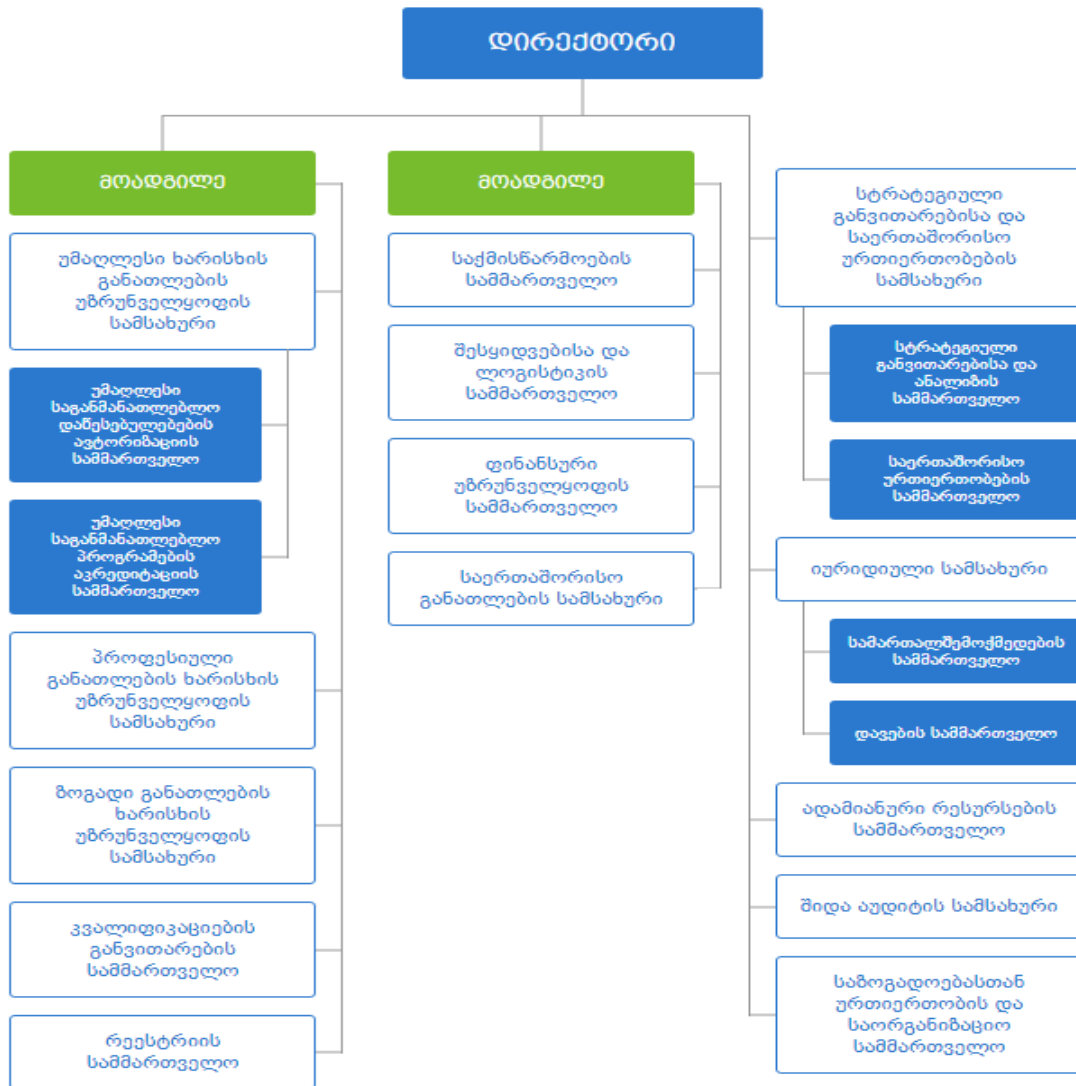 დირექტორი
მოადგილე
უმაღლესი ხარისხის
განათლების
უზრუნველყოფის
სამსახური
უმაღლესი
საგანმანათლებლო
დაწესებულებების
ავტორიზაციის
სამმართველო
უმაღლესი
საგანმანათლებლო
პროგრამების
აკრედიტაციის
სამმართველო
პროფესიული
განათლების ხარისხის
უზრუნველყოფის
სამსახური
ზოგადი განათლების
ხარისხის
უზრუნველყოფის
სამსახური
კვალიფიკაციების
განვითარების
სამმართველო
რეესტრიის
სამმართველო
მოადგილე
საქმისწარმოების
სამმართველო
შესყიდვებისა და
ლოგისტიკის
სამმართველო
ფინანსური
უზრუნველყოფის
სამმართველო
საერთაშორისო
განათლების სამსახური
სტრატეგიული
განვითარებისა და
საერთაშორისო
ურთიერთობების
სამსახური
სტრატეგიული
განვითარებისა და
ანალიზის
სამმართველო
საერთაშორისო
ურთიერთობების
სამმართველო
იურიდიული სამსახური
სამართალშემოქმედების
სამმართველო
დავების სამმართველო
ადამიანური რესურსების
სამმართველო
შიდა აუდიტის სამსახური
საზოგადოებასთან
ურთიერთობის და
საორგანიზაციო
სამმართველო